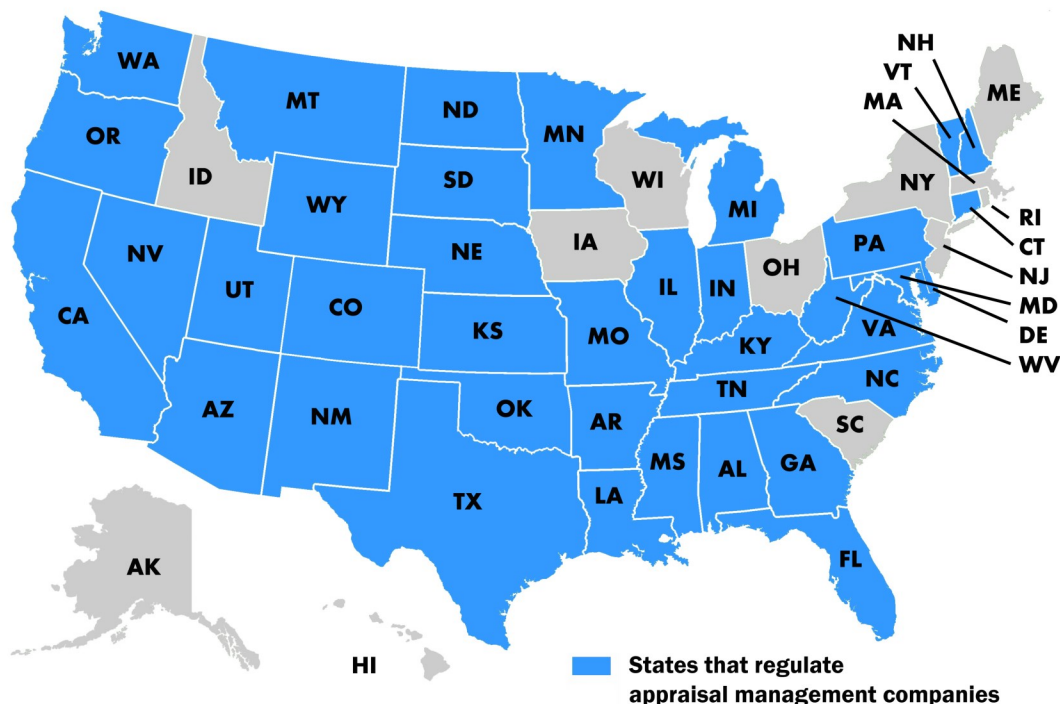 NH
VT
WA
MA
ME
MT
ND
MN
OR
ID
SD
WI
NY
WY
MI
RI
IA
PA
CT
NV
NE
OH
NJ
UT
IL
IN
MD
CA
CO
VA
DE
KS
MO
KY
WV
TN
NC
AZ
NM
OK
AR
SC
MS
AL
GA
TX
LA
FL
AK
HI
States that regulate
appraisal management companies